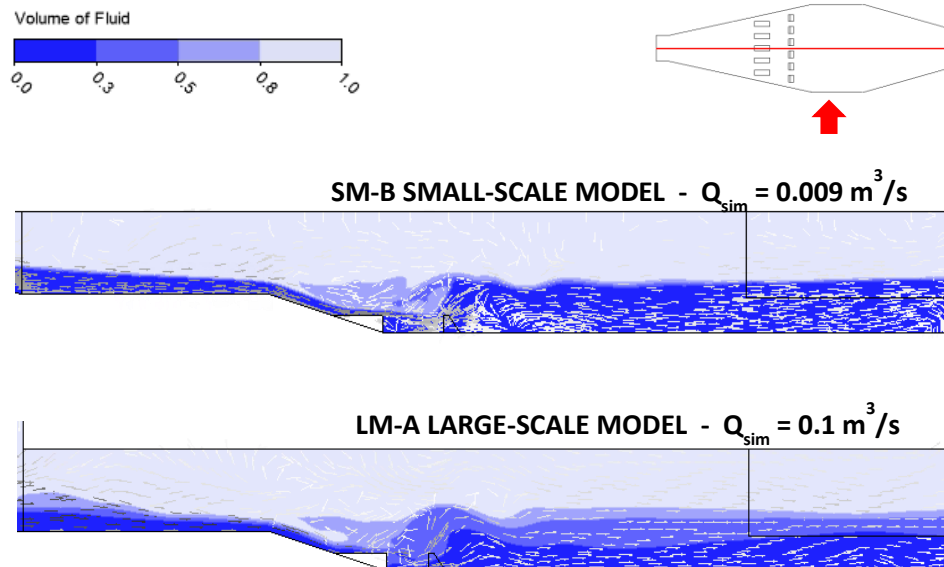 Volume of Fluid
0.0 0.3 0.5 0.8 1.0
SM-B SMALL-SCALE MODEL - Qsim = 0.009 m³/s
LM-A LARGE-SCALE MODEL - Qsim = 0.1 m³/s